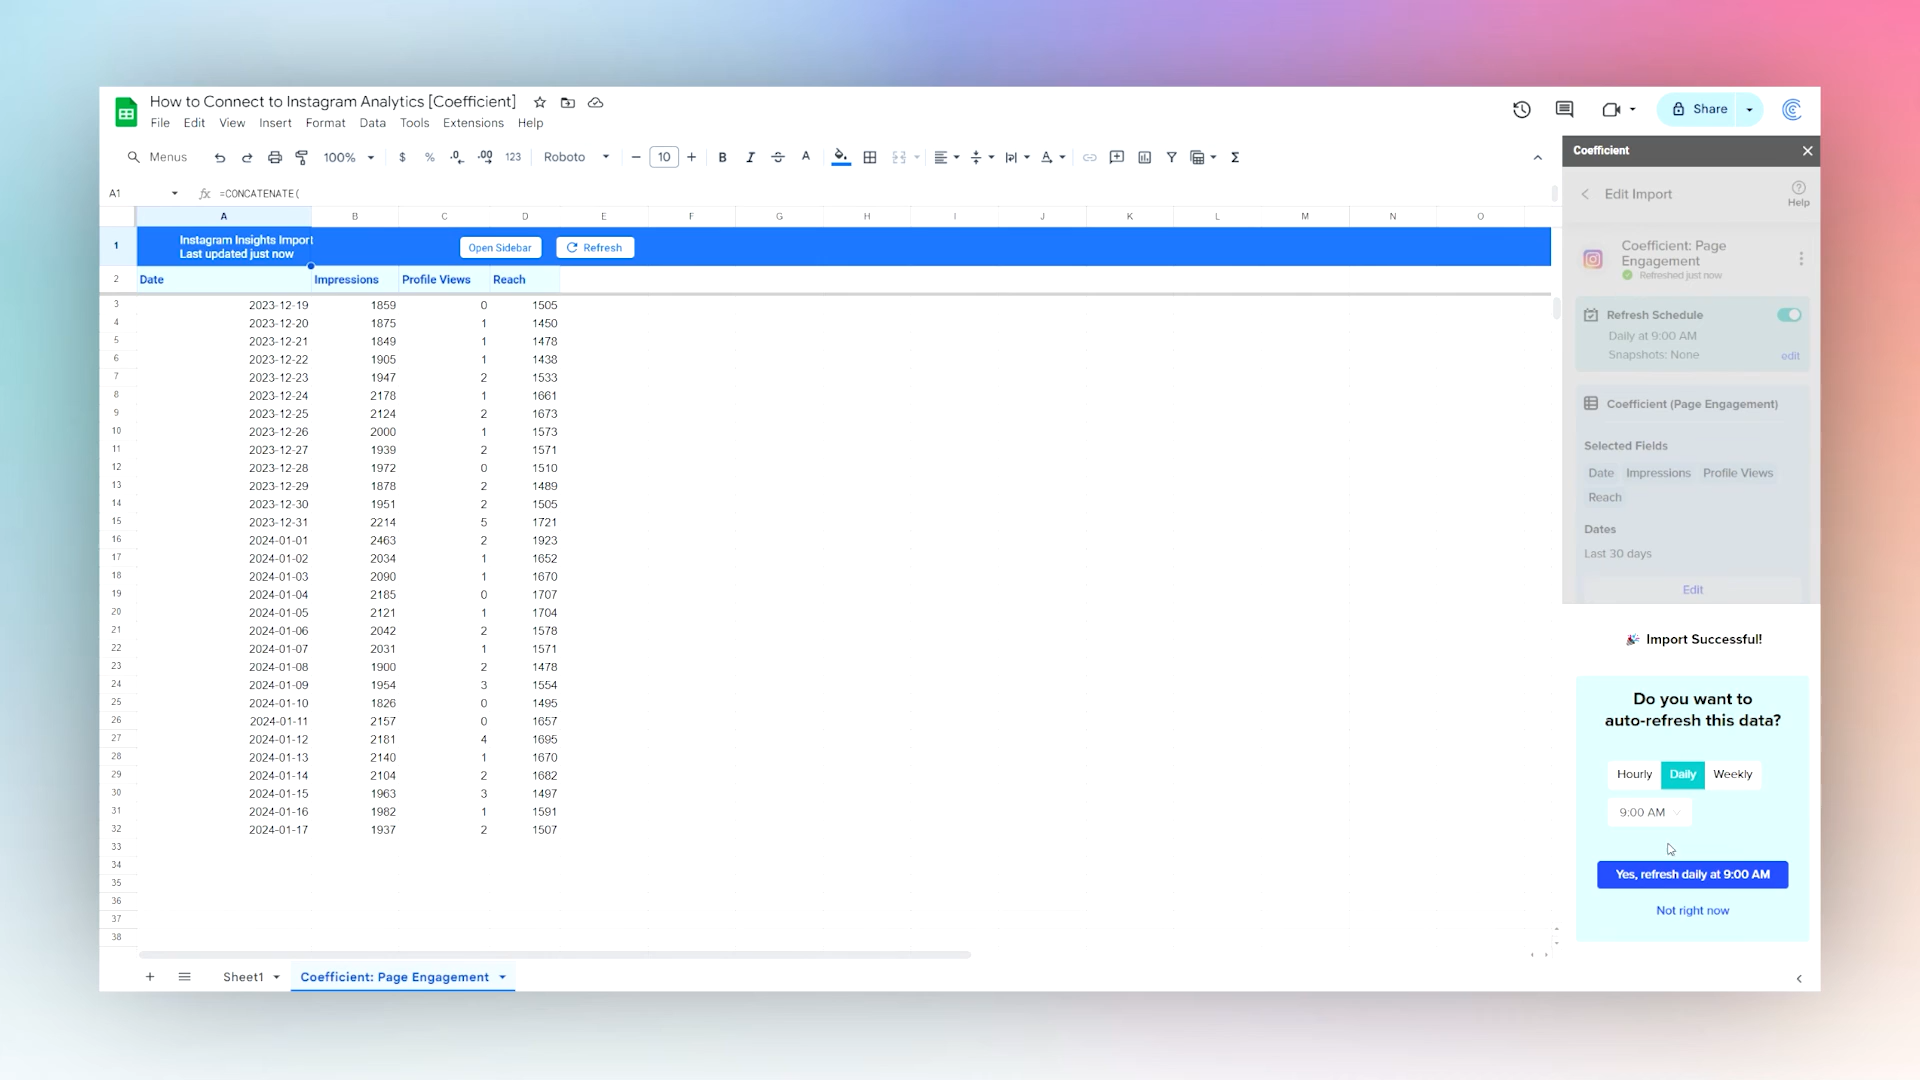 How to Connect to Instagram Analytics [Coefficient]
File Edit View Insert Format Data Tools Extensions Help
Share
Menus 100% $ % .0 .00 123 Roboto 10 B I S A Σ
A1 fx =CONCATENATE(
A B C D E F G H I J K L M N O
1 Instagram Insights Import
Last updated just now
Open Sidebar Refresh
2 Date Impressions Profile Views Reach
3 2023-12-19 1859 0 1505
4 2023-12-20 1875 1 1450
5 2023-12-21 1849 1 1478
6 2023-12-22 1905 1 1438
7 2023-12-23 1947 2 1533
8 2023-12-24 2178 1 1661
9 2023-12-25 2124 2 1673
10 2023-12-26 2000 1 1573
11 2023-12-27 1939 2 1571
12 2023-12-28 1972 0 1510
13 2023-12-29 1878 2 1489
14 2023-12-30 1951 2 1505
15 2023-12-31 2214 5 1721
16 2024-01-01 2463 2 1923
17 2024-01-02 2034 1 1652
18 2024-01-03 2090 1 1670
19 2024-01-04 2185 0 1707
20 2024-01-05 2121 1 1704
21 2024-01-06 2042 2 1578
22 2024-01-07 2031 1 1571
23 2024-01-08 1900 2 1478
24 2024-01-09 1954 3 1554
25 2024-01-10 1826 0 1495
26 2024-01-11 2157 0 1657
27 2024-01-12 2181 4 1695
28 2024-01-13 2140 1 1670
29 2024-01-14 2104 2 1682
30 2024-01-15 1963 3 1497
31 2024-01-16 1982 1 1591
32 2024-01-17 1937 2 1507
33
34
35
36
37
38
Sheet1 Coefficient: Page Engagement
Coefficient
Edit Import
Help
Coefficient: Page
Engagement
Refreshed just now
Refresh Schedule
Daily at 9:00 AM
Snapshots: None edit
Coefficient (Page Engagement)
Selected Fields
Date Impressions Profile Views
Reach
Dates
Last 30 days
Edit
Import Successful!
Do you want to
auto-refresh this data?
Hourly Daily Weekly
9:00 AM
Yes, refresh daily at 9:00 AM
Not right now